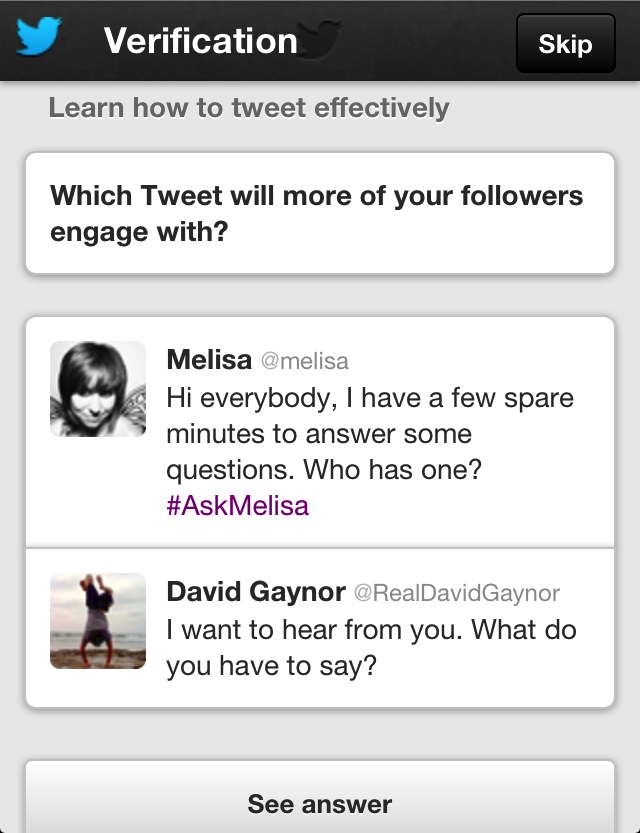 Verification
Skip
Learn how to tweet effectively
Which Tweet will more of your followers
engage with?
Melisa @melisa
Hi everybody, I have a few spare
minutes to answer some
questions. Who has one?
#AskMelisa
David Gaynor @RealDavidGaynor
I want to hear from you. What do
you have to say?
See answer